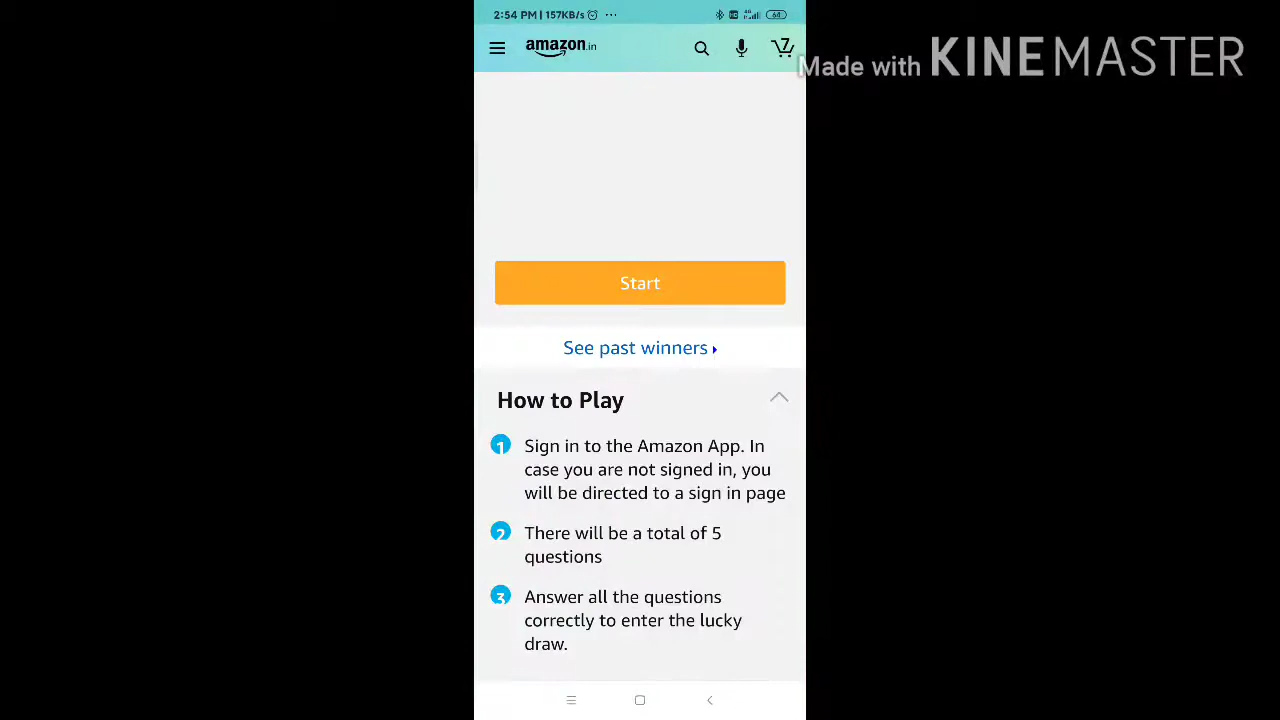 2:54 PM | 157KB/s
64
amazon.in
7
Made with KINEMASTER
Start
See past winners
How to Play
1 Sign in to the Amazon App. In
case you are not signed in, you
will be directed to a sign in page
2 There will be a total of 5
questions
3 Answer all the questions
correctly to enter the lucky
draw.